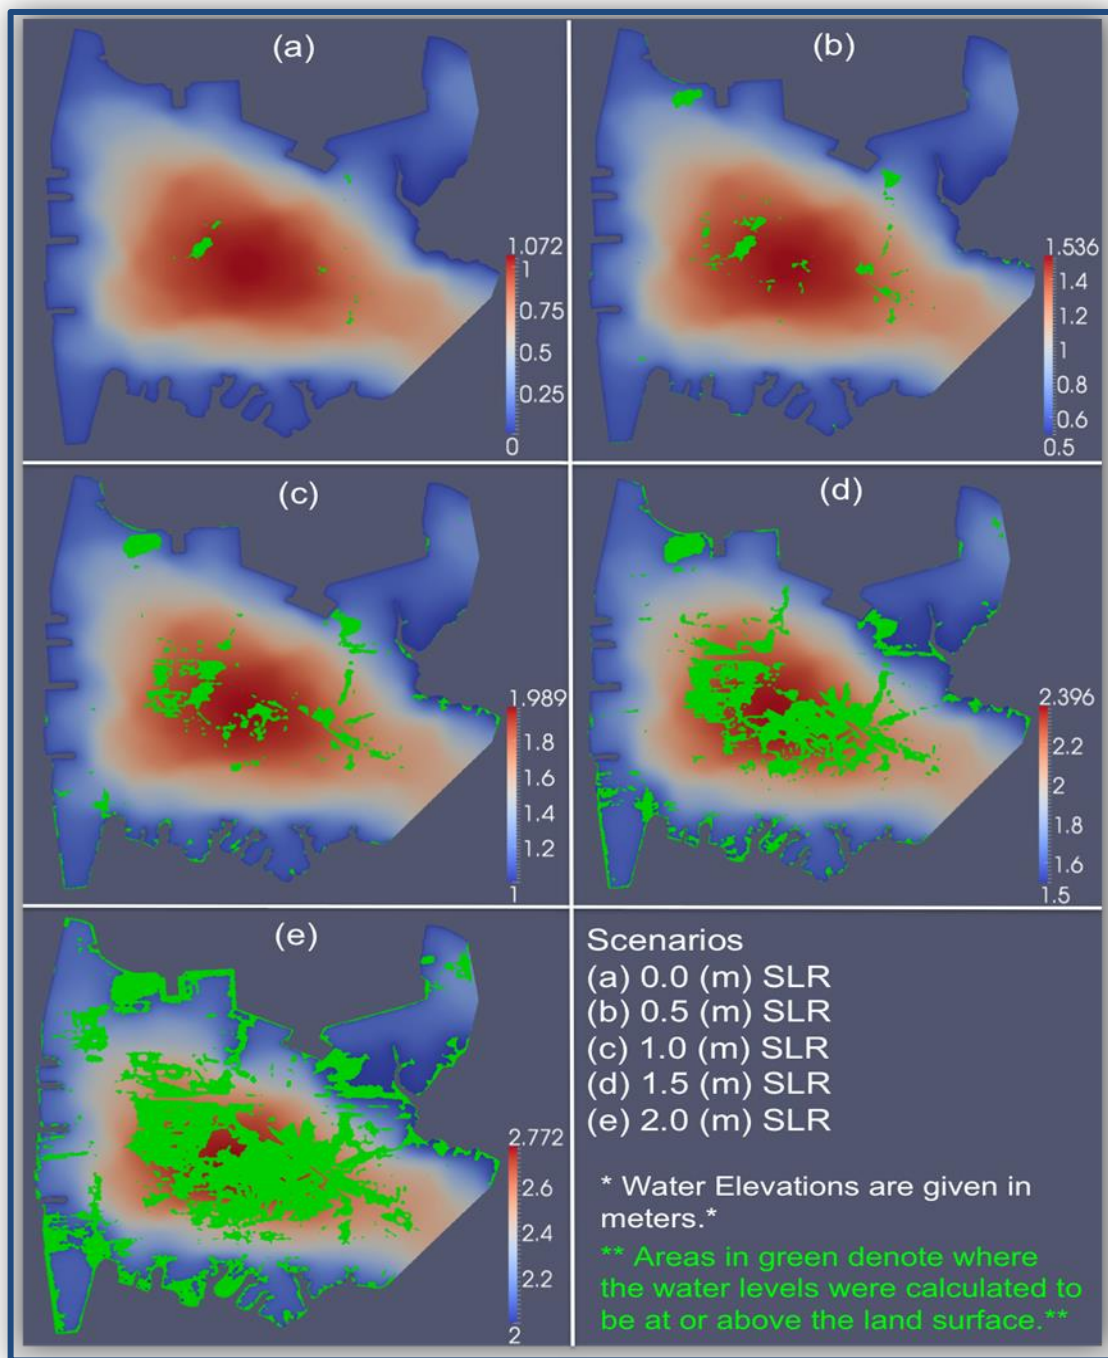 (a)
1.072
1
0.75
0.5
0.25
0
(b)
1.536
1.4
1.2
1
0.8
0.6
0.5
(c)
1.989
1.8
1.6
1.4
1.2
1
(d)
2.396
2.2
2
1.8
1.6
1.5
(e)
2.772
2.6
2.4
2.2
2
Scenarios
(a) 0.0 (m) SLR
(b) 0.5 (m) SLR
(c) 1.0 (m) SLR
(d) 1.5 (m) SLR
(e) 2.0 (m) SLR
* Water Elevations are given in
meters.*
** Areas in green denote where
the water levels were calculated to
be at or above the land surface.**